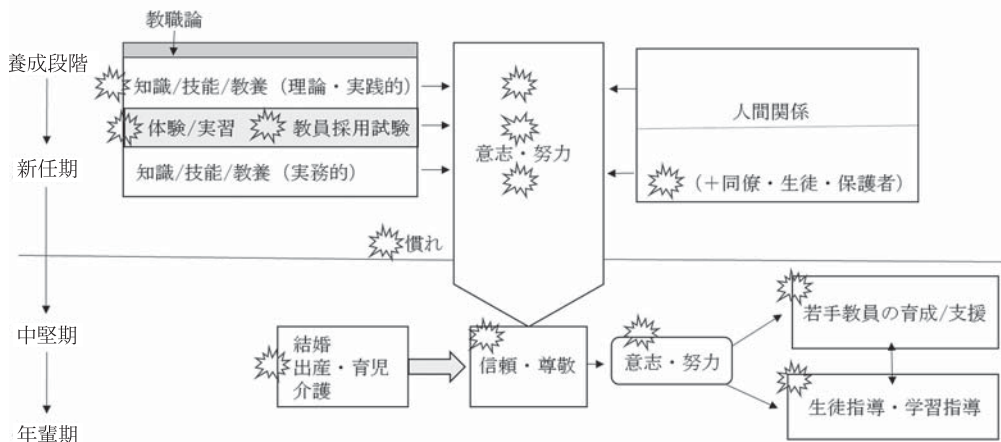 教職論
養成段階
知識/技能/教養（理論・実践的）
体験/実習 教員採用試験
人間関係
意志・努力
新任期
知識/技能/教養（実務的）
（＋同僚・生徒・保護者）
慣れ
中堅期
結婚
出産・育児
介護
信頼・尊敬
意志・努力
若手教員の育成/支援
生徒指導・学習指導
年輩期